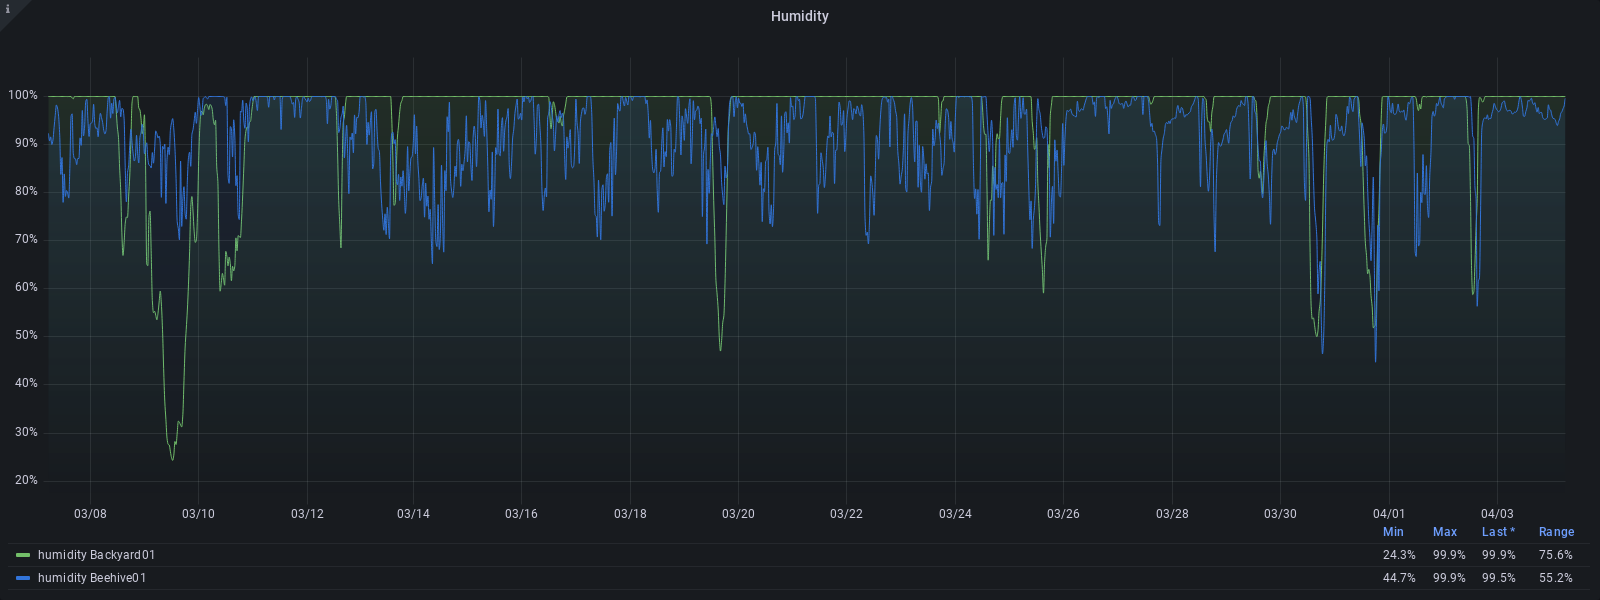 i
Humidity
100%
90%
80%
70%
60%
50%
40%
30%
20%
03/08 03/10 03/12 03/14 03/16 03/18 03/20 03/22 03/24 03/26 03/28 03/30 04/01 04/03
Min Max Last * Range
humidity Backyard01 24.3% 99.9% 99.9% 75.6%
humidity Beehive01 44.7% 99.9% 99.5% 55.2%